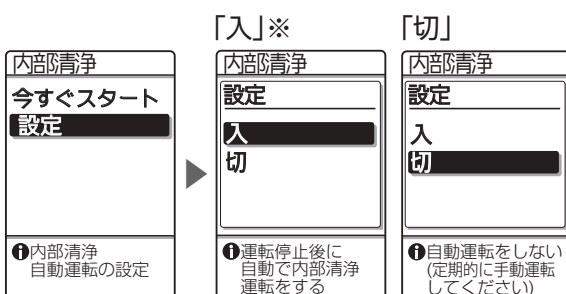 「入」※
「切」
内部清浄
今すぐスタート
設定
❶内部清浄
自動運転の設定
内部清浄
設定
入
切
❶運転停止後に
自動で内部清浄
運転をする
内部清浄
設定
入
切
❶自動運転をしない
(定期的に手動運転
してください)